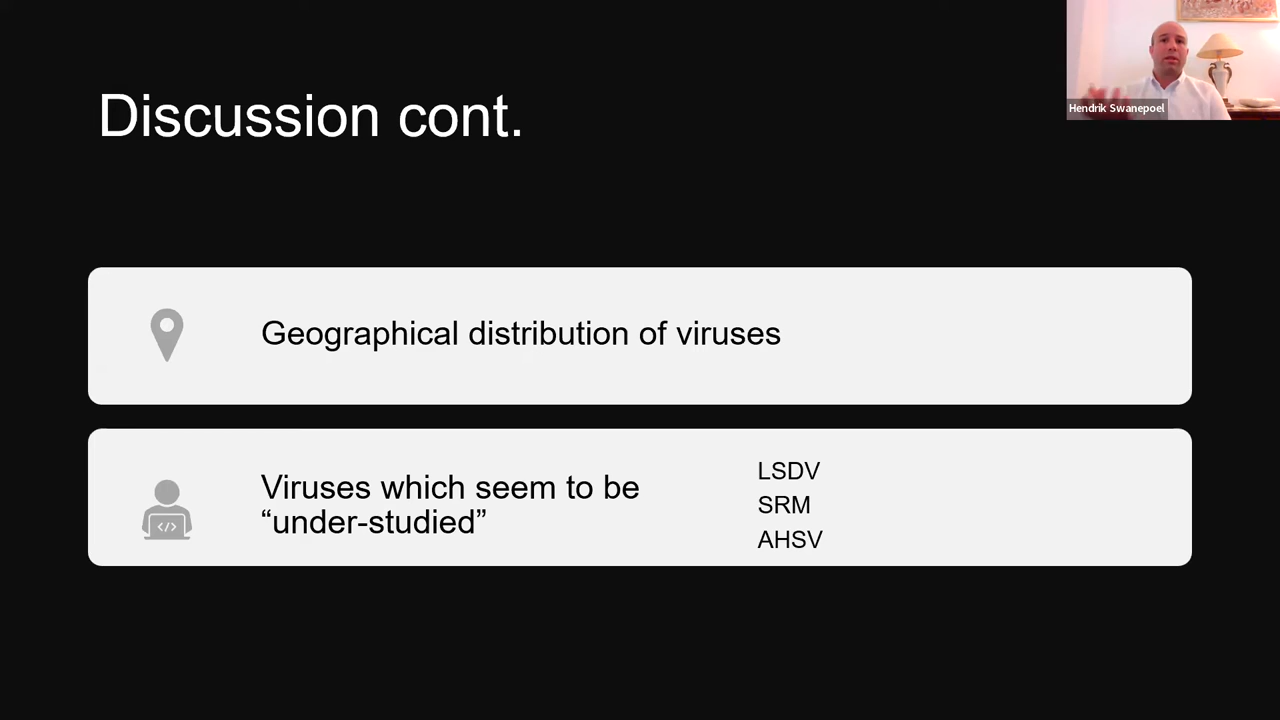 Hendrik Swanepoel
Discussion cont.
Geographical distribution of viruses
Viruses which seem to be
“under-studied”
LSDV
SRM
AHSV